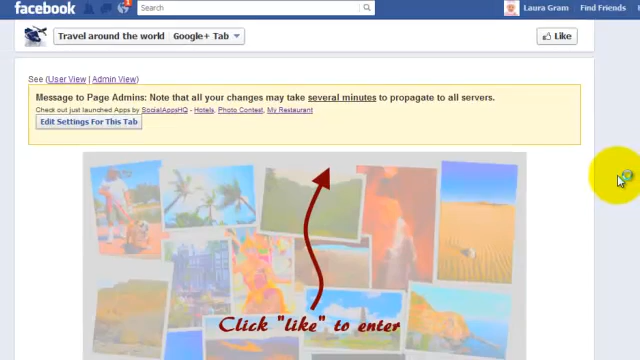 facebook
1
Search
Laura Gram
Find Friends
Travel around the world
Google+ Tab
Like
See (User View | Admin View)
Message to Page Admins: Note that all your changes may take several minutes to propagate to all servers.
Check out just launched Apps by SocialAppsHQ - Hotels, Photo Contest, My Restaurant
Edit Settings For This Tab
Click "like" to enter